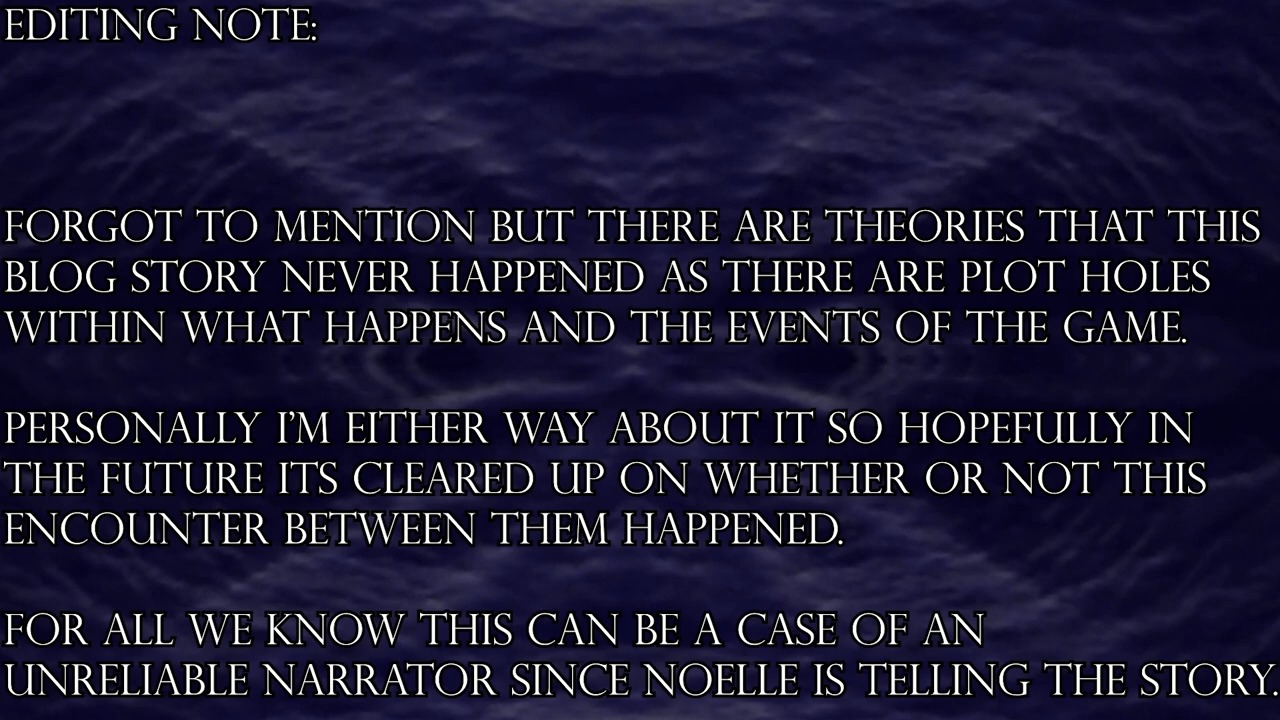 EDITING NOTE:
FORGOT TO MENTION BUT THERE ARE THEORIES THAT THIS
BLOG STORY NEVER HAPPENED AS THERE ARE PLOT HOLES
WITHIN WHAT HAPPENS AND THE EVENTS OF THE GAME.
PERSONALLY I'M EITHER WAY ABOUT IT SO HOPEFULLY IN
THE FUTURE ITS CLEARED UP ON WHETHER OR NOT THIS
ENCOUNTER BETWEEN THEM HAPPENED.
FOR ALL WE KNOW THIS CAN BE A CASE OF AN
UNRELIABLE NARRATOR SINCE NOELLE IS TELLING THE STORY.